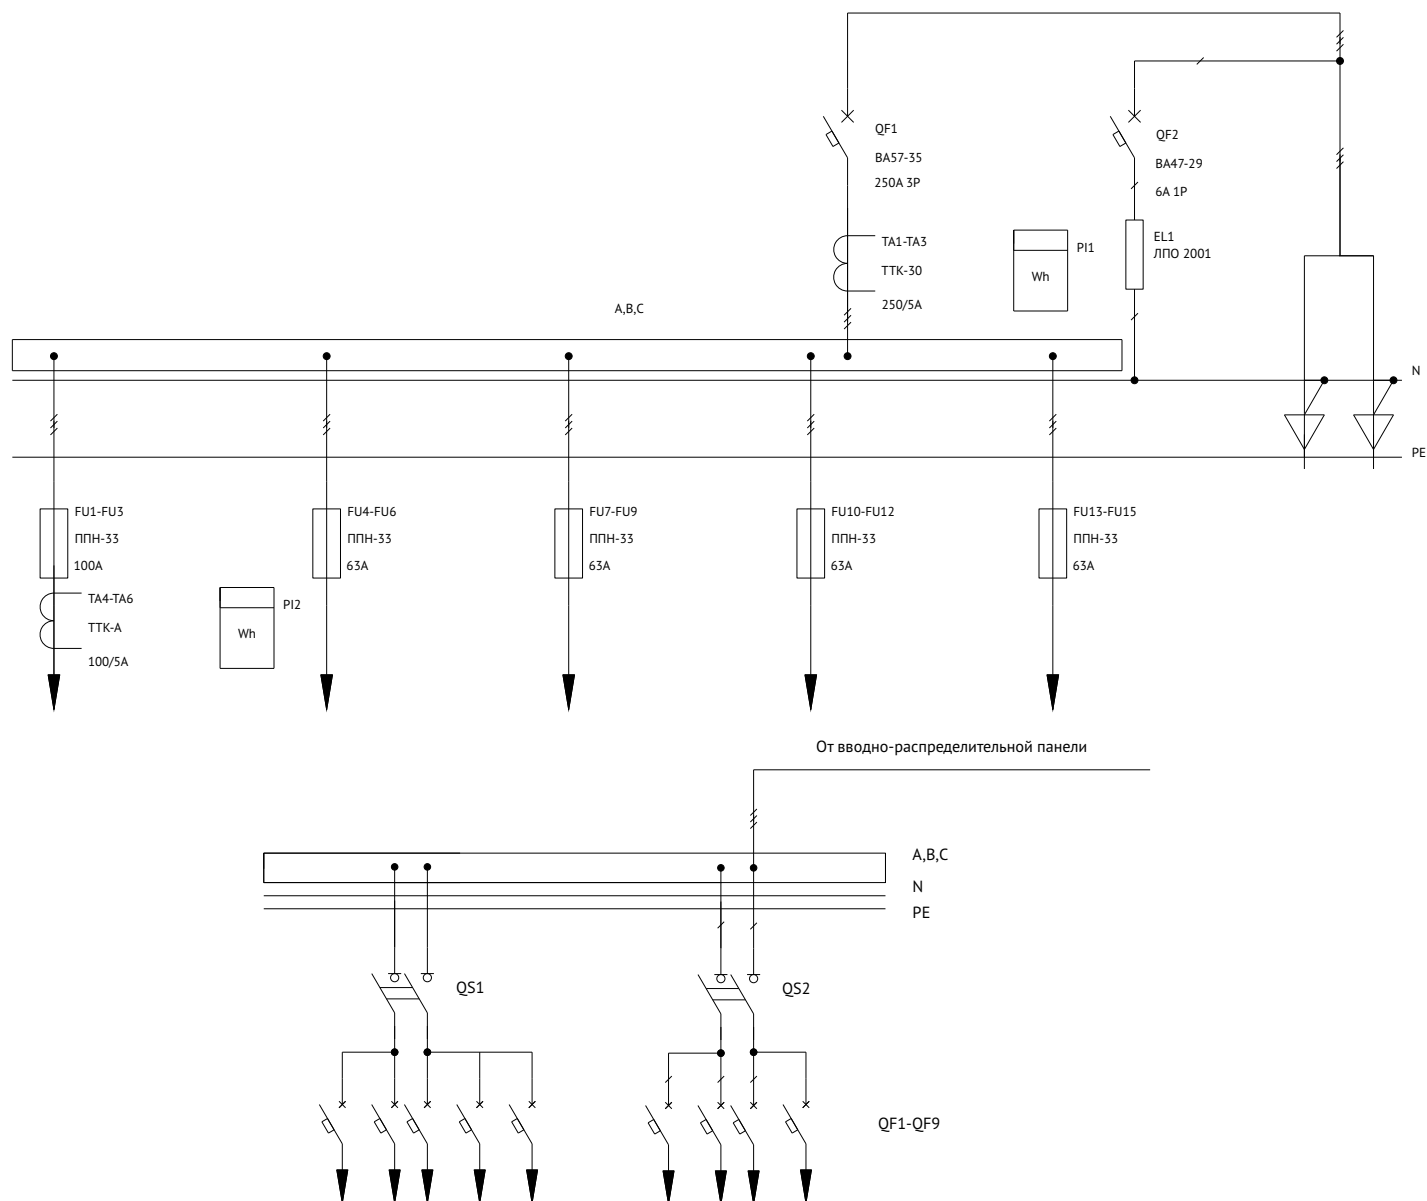 QF1
ВА57-35
250А 3Р
QF2
ВА47-29
6А 1Р
TA1-TA3
ТТК-30
250/5А
Wh
PI1
EL1
ЛПО 2001
A,B,C
N
PE
FU1-FU3
ППН-33
100А
FU4-FU6
ППН-33
63А
FU7-FU9
ППН-33
63А
FU10-FU12
ППН-33
63А
FU13-FU15
ППН-33
63А
TA4-TA6
ТТК-А
100/5А
Wh
PI2
От вводно-распределительной панели
A,B,C
N
PE
QS1
QS2
QF1-QF9